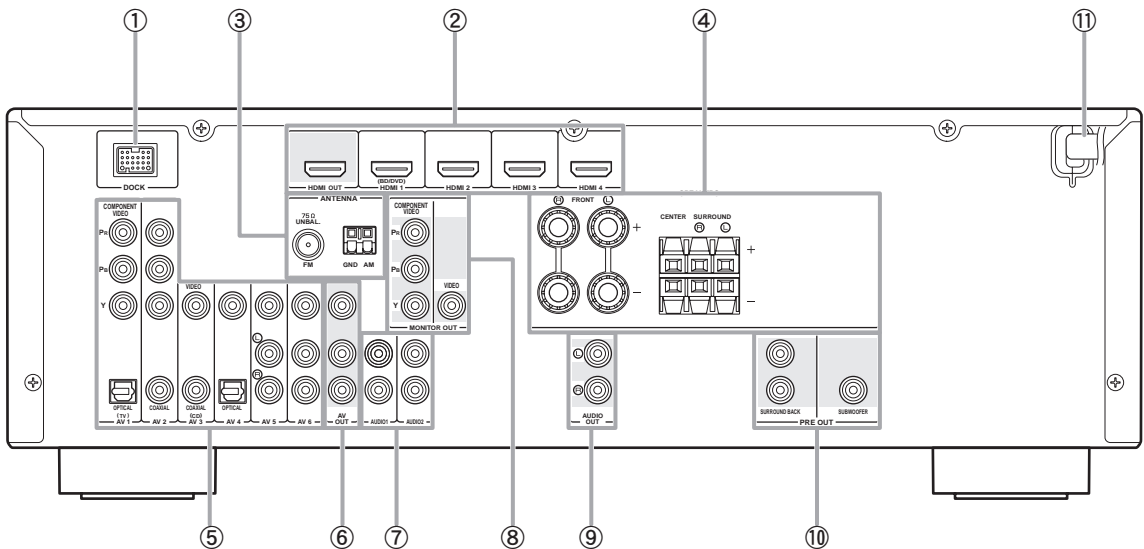 ① ③ ② ④ ⑪
DOCK
HDMI OUT
(BD/DVD)
HDMI 1
HDMI 2
HDMI 3
HDMI 4
ANTENNA
75Ω
UNBAL.
FM
GND AM
COMPONENT
VIDEO
PR
PB
Y
VIDEO
MONITOR OUT
R FRONT L
+
−
CENTER SURROUND
R L
+
−
COMPONENT
VIDEO
PR
PB
Y
VIDEO
L
R
OPTICAL
(TV)
AV 1
COAXIAL
AV 2
COAXIAL
(CD)
AV 3
OPTICAL
AV 4
AV 5
AV 6
AV
OUT
AUDIO1
AUDIO2
L
R
AUDIO
OUT
SURROUND BACK
SUBWOOFER
PRE OUT
⑤ ⑥ ⑦ ⑧ ⑨ ⑩